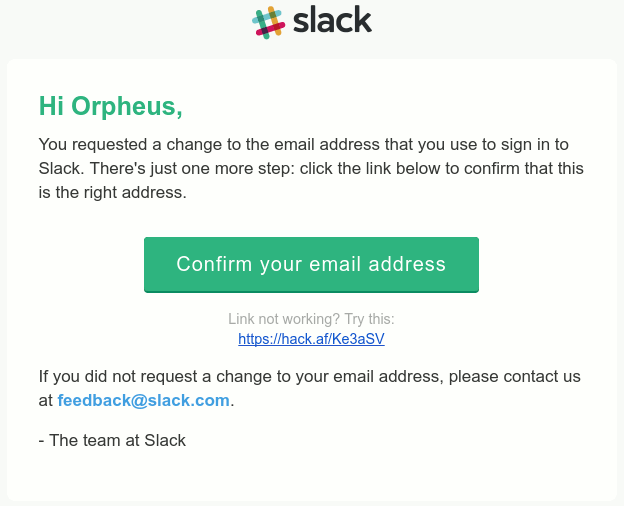 slack
Hi Orpheus,
You requested a change to the email address that you use to sign in to
Slack. There's just one more step: click the link below to confirm that this
is the right address.
Confirm your email address
Link not working? Try this:
https://hack.af/Ke3aSV
If you did not request a change to your email address, please contact us
at feedback@slack.com.
- The team at Slack